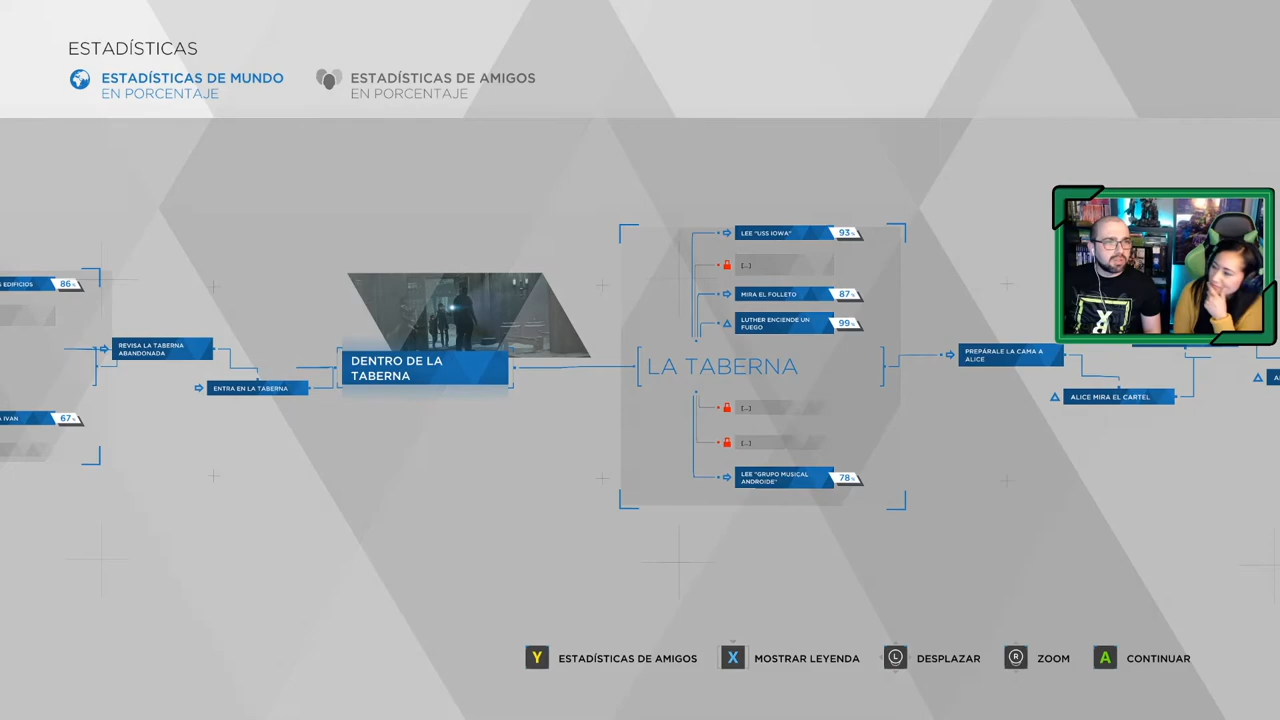 ESTADÍSTICAS
ESTADÍSTICAS DE MUNDO
EN PORCENTAJE
ESTADÍSTICAS DE AMIGOS
EN PORCENTAJE
EDIFICIOS
86%
REVISA LA TABERNA
ABANDONADA
ENTRA EN LA TABERNA
IVAN
67%
DENTRO DE LA
TABERNA
LEE "USS IOWA"
93%
[...]
MIRA EL FOLLETO
87%
LUTHER ENCIENDE UN
FUEGO
99%
LA TABERNA
[...]
[...]
LEE "GRUPO MUSICAL
ANDROIDE"
78%
PREPÁRALE LA CAMA A
ALICE
ALICE MIRA EL CARTEL
Y
ESTADÍSTICAS DE AMIGOS
X
MOSTRAR LEYENDA
L
DESPLAZAR
R
ZOOM
A
CONTINUAR